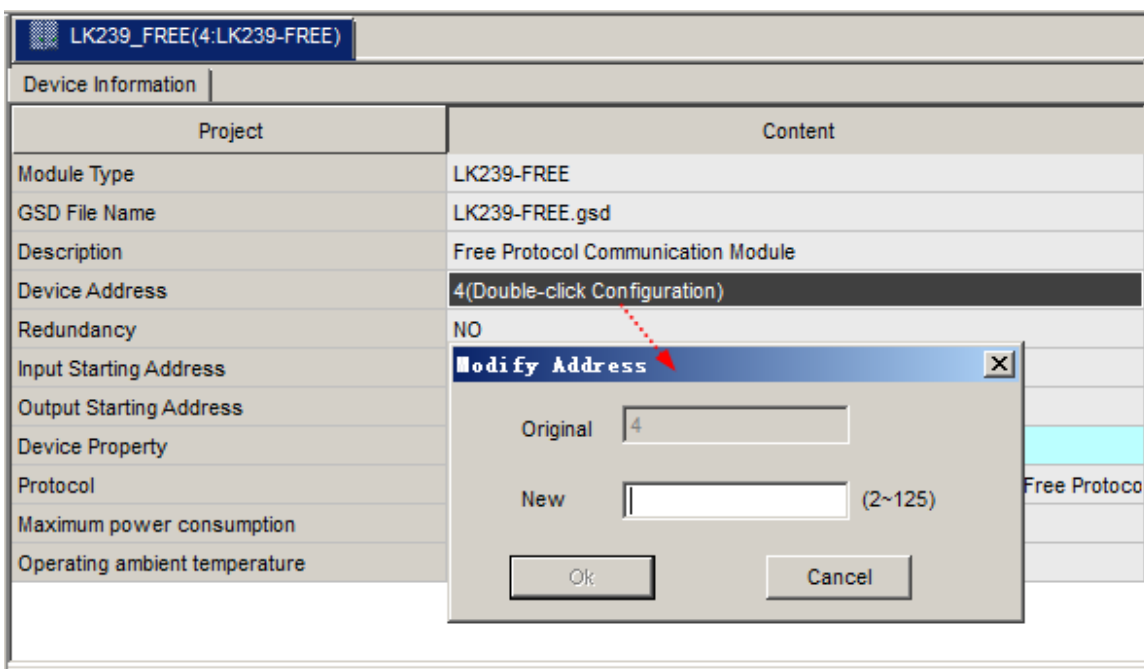 LK239_FREE(4:LK239-FREE)
Device Information
Project Content
Module Type LK239-FREE
GSD File Name LK239-FREE.gsd
Description Free Protocol Communication Module
Device Address 4(Double-click Configuration)
Redundancy NO
Input Starting Address
Output Starting Address
Device Property
Protocol Free Protoco
Maximum power consumption
Operating ambient temperature
Modify Address
Original 4
New (2~125)
Ok Cancel